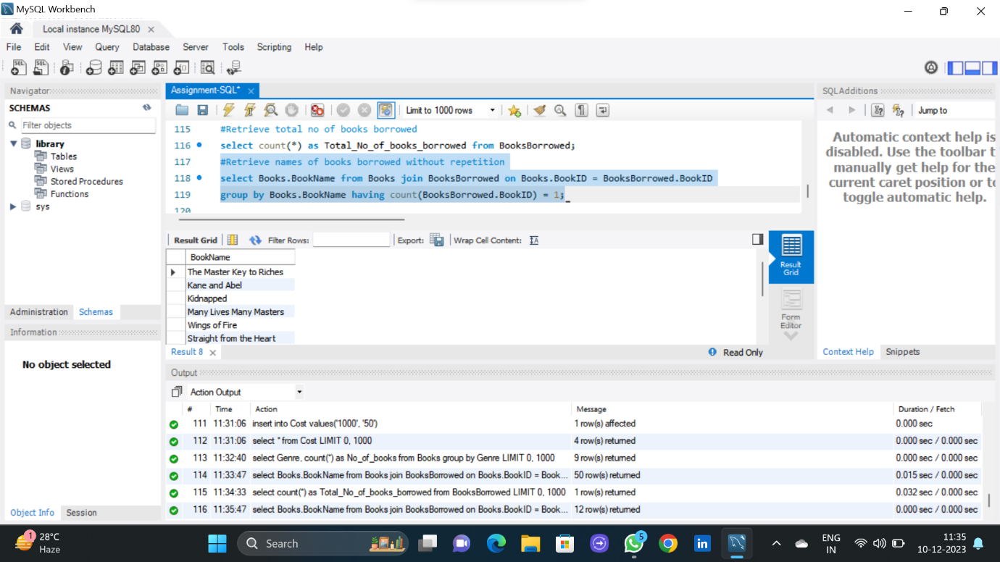 MySQL Workbench
Local instance MySQL80
File Edit View Query Database Server Tools Scripting Help
Navigator
SCHEMAS
Filter objects
library
Tables
Views
Stored Procedures
Functions
sys
Administration Schemas
Information
No object selected
Object Info Session
Assignment-SQL*
Limit to 1000 rows
115 #Retrieve total no of books borrowed
116 select count(*) as Total_No_of_books_borrowed from BooksBorrowed;
117 #Retrieve names of books borrowed without repetition
118 select Books.BookName from Books join BooksBorrowed on Books.BookID = BooksBorrowed.BookID
119 group by Books.BookName having count(BooksBorrowed.BookID) = 1;
120
Result Grid Filter Rows: Export: Wrap Cell Content:
BookName
The Master Key to Riches
Kane and Abel
Kidnapped
Many Lives Many Masters
Wings of Fire
Straight from the Heart
Result Grid
Form Editor
Result 8
Read Only
SQLAdditions
Jump to
Automatic context help is
disabled. Use the toolbar t
manually get help for the
current caret position or to
toggle automatic help.
Context Help Snippets
Output
Action Output
# Time Action Message Duration / Fetch
111 11:31:06 insert into Cost values('1000', '50') 1 row(s) affected 0.000 sec
112 11:31:06 select * from Cost LIMIT 0, 1000 4 row(s) returned 0.000 sec / 0.000 sec
113 11:32:40 select Genre, count(*) as No_of_books from Books group by Genre LIMIT 0, 1000 9 row(s) returned 0.000 sec / 0.000 sec
114 11:33:47 select Books.BookName from Books join BooksBorrowed on Books.BookID = Book... 50 row(s) returned 0.015 sec / 0.000 sec
115 11:34:33 select count(*) as Total_No_of_books_borrowed from BooksBorrowed LIMIT 0, 1000 1 row(s) returned 0.032 sec / 0.000 sec
116 11:35:47 select Books.BookName from Books join BooksBorrowed on Books.BookID = Book... 12 row(s) returned 0.000 sec / 0.000 sec
1
28°C
Haze
Search
5
in
ENG
IN
11:35
10-12-2023